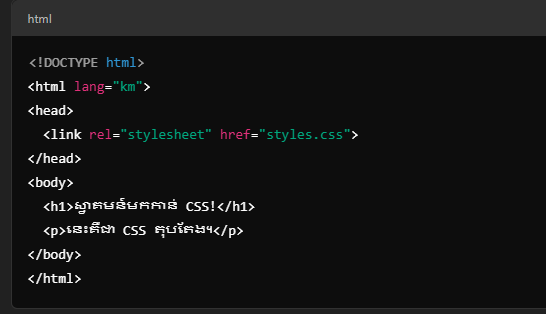 html
<!DOCTYPE html>
<html lang="km">
<head>
<link rel="stylesheet" href="styles.css">
</head>
<body>
<h1>ស្វាគមន៍មកកាន់ CSS!</h1>
<p>នេះគឺជា CSS តុបតែង។</p>
</body>
</html>